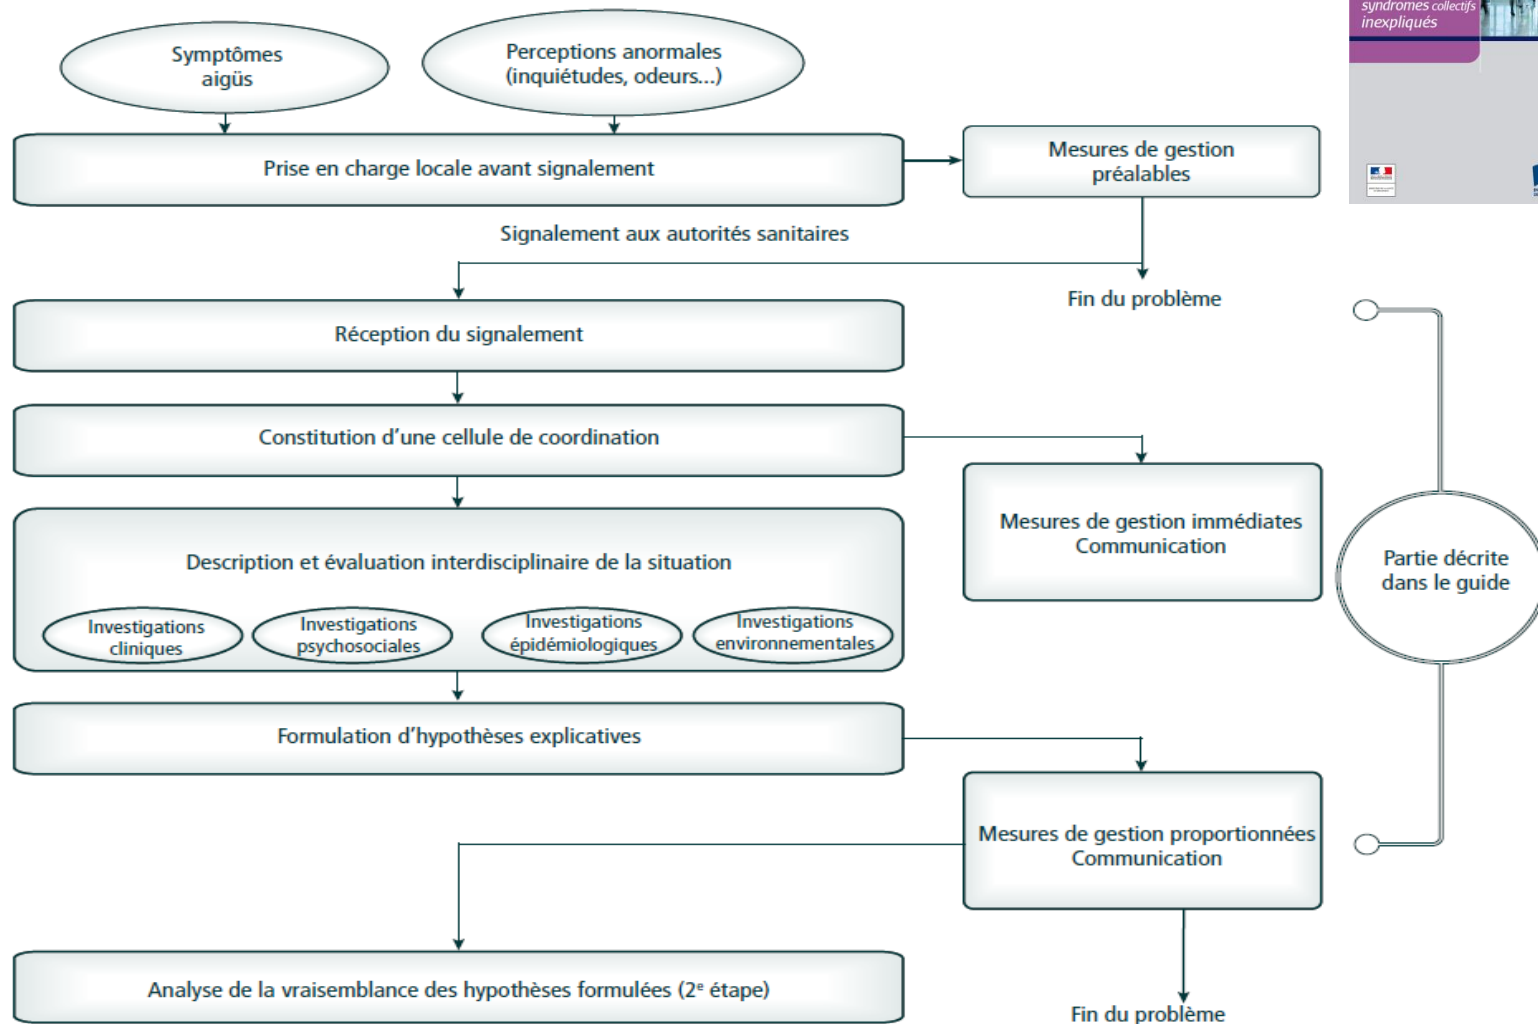 syndromes collectifs
inexpliqués
Symptômes
aigüs
Perceptions anormales
(inquiétudes, odeurs...)
Prise en charge locale avant signalement
Mesures de gestion
préalables
Signalement aux autorités sanitaires
Fin du problème
Réception du signalement
Constitution d'une cellule de coordination
Mesures de gestion immédiates
Communication
Description et évaluation interdisciplinaire de la situation
Investigations
cliniques
Investigations
psychosociales
Investigations
épidémiologiques
Investigations
environnementales
Partie décrite
dans le guide
Formulation d'hypothèses explicatives
Mesures de gestion proportionnées
Communication
Analyse de la vraisemblance des hypothèses formulées (2e étape)
Fin du problème